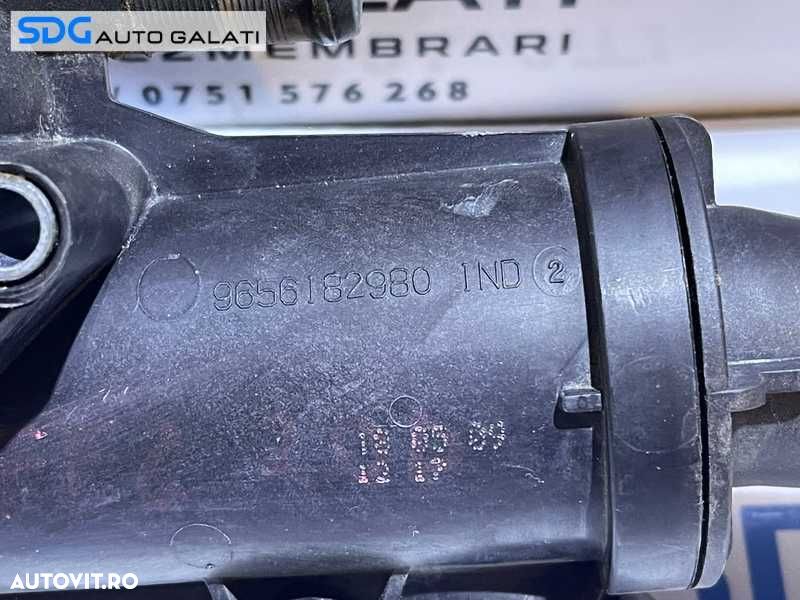 SDG AUTO GALATI
EZMEMBRARI
0751 576 268
9656182980 IND 2
AUTOVIT.RO